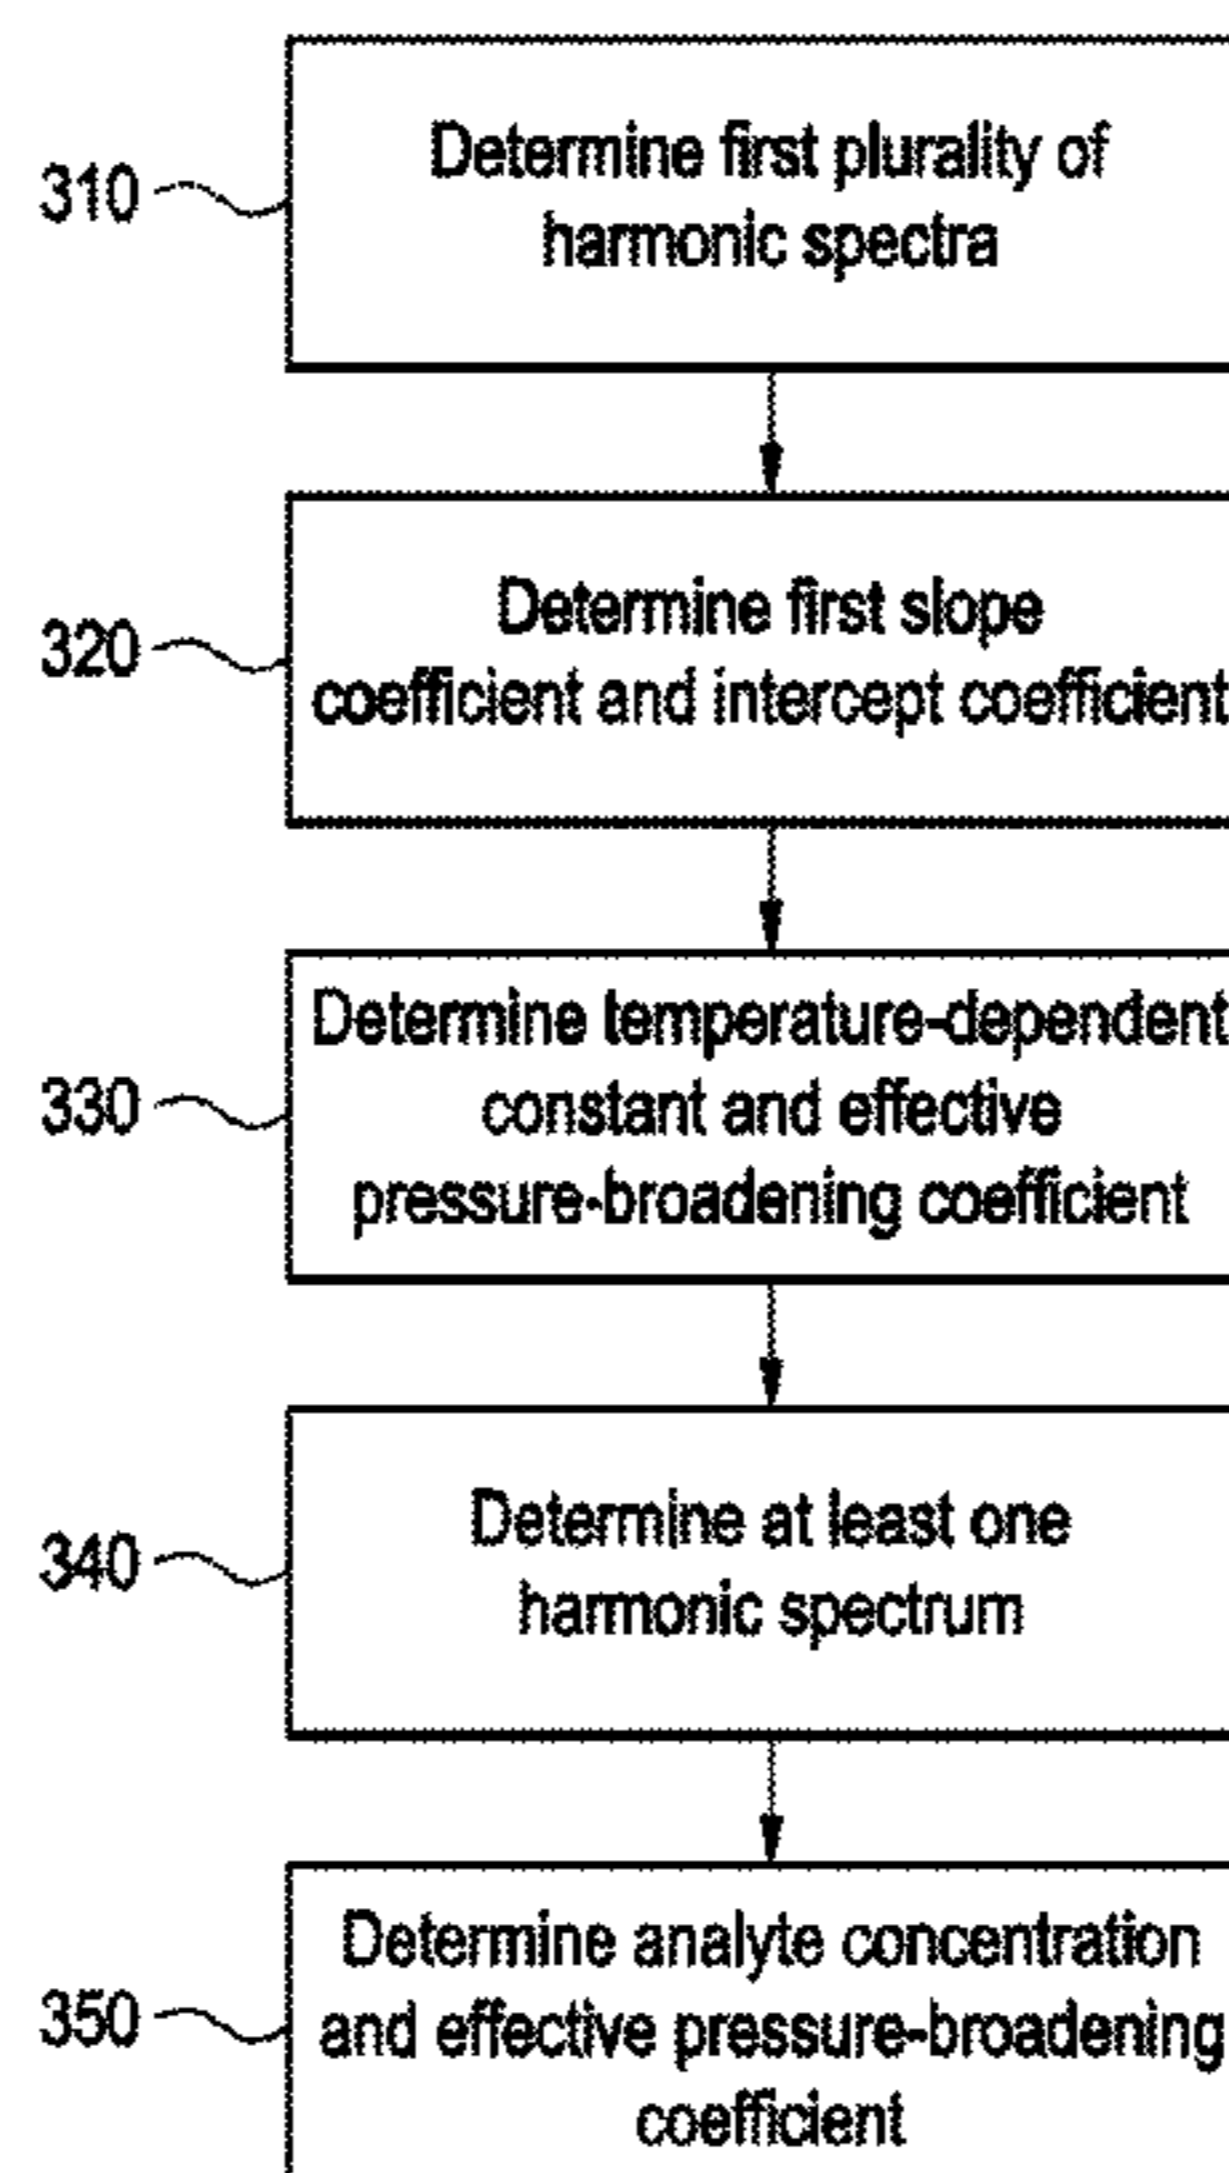 310
Determine first plurality of
harmonic spectra
320
Determine first slope
coefficient and intercept coefficient
330
Determine temperature-dependent
constant and effective
pressure-broadening coefficient
340
Determine at least one
harmonic spectrum
350
Determine analyte concentration
and effective pressure-broadening
coefficient